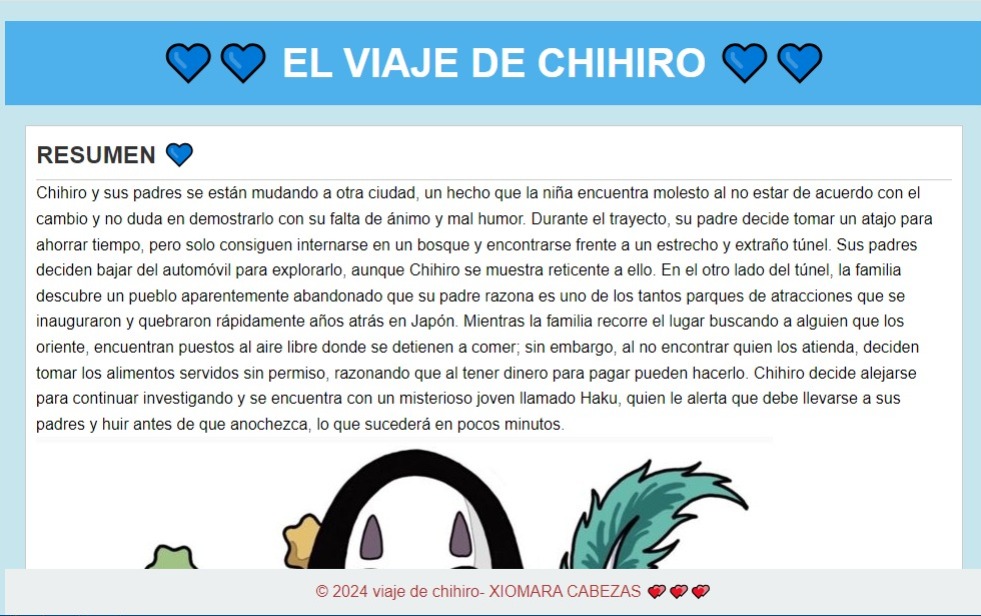 💙💙 EL VIAJE DE CHIHIRO 💙💙
RESUMEN 💙
Chihiro y sus padres se están mudando a otra ciudad, un hecho que la niña encuentra molesto al no estar de acuerdo con el
cambio y no duda en demostrarlo con su falta de ánimo y mal humor. Durante el trayecto, su padre decide tomar un atajo para
ahorrar tiempo, pero solo consiguen internarse en un bosque y encontrarse frente a un estrecho y extraño túnel. Sus padres
deciden bajar del automóvil para explorarlo, aunque Chihiro se muestra reticente a ello. En el otro lado del túnel, la familia
descubre un pueblo aparentemente abandonado que su padre razona es uno de los tantos parques de atracciones que se
inauguraron y quebraron rápidamente años atrás en Japón. Mientras la familia recorre el lugar buscando a alguien que los
oriente, encuentran puestos al aire libre donde se detienen a comer; sin embargo, al no encontrar quien los atienda, deciden
tomar los alimentos servidos sin permiso, razonando que al tener dinero para pagar pueden hacerlo. Chihiro decide alejarse
para continuar investigando y se encuentra con un misterioso joven llamado Haku, quien le alerta que debe llevarse a sus
padres y huir antes de que anochezca, lo que sucederá en pocos minutos.
© 2024 viaje de chihiro- XIOMARA CABEZAS 💕💕💕